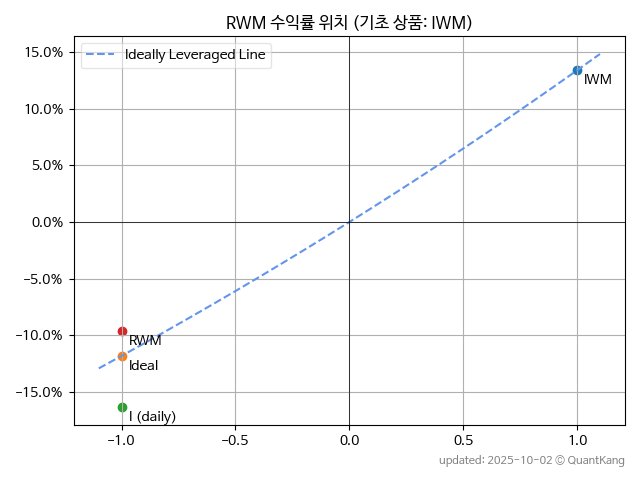 RWM 수익률 위치 (기초 상품: IWM)
Ideally Leveraged Line
15.0%
10.0%
5.0%
0.0%
−5.0%
−10.0%
−15.0%
IWM
RWM
Ideal
I (daily)
−1.0
−0.5
0.0
0.5
1.0
updated: 2025-10-02 © QuantKang